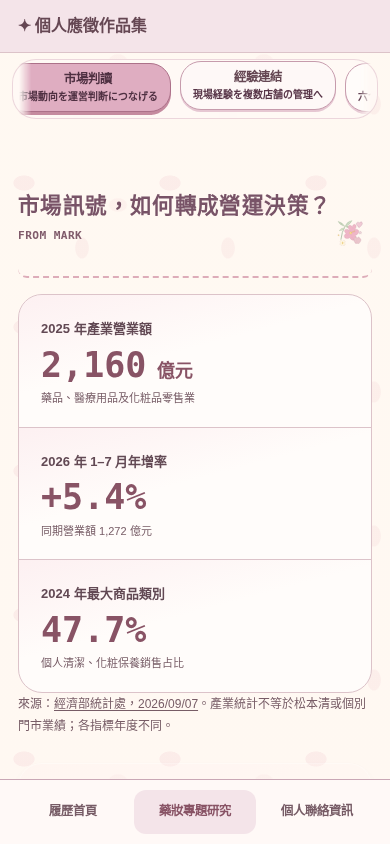 ✦ 個人應徵作品集
市場判讀
市場動向を運営判断につなげる
經驗連結
現場経験を複数店舗の管理へ
六
市場訊號，如何轉成營運決策？
FROM MARK
2025 年產業營業額
2,160 億元
藥品、醫療用品及化粧品零售業
2026 年 1–7 月年增率
+5.4%
同期營業額 1,272 億元
2024 年最大商品類別
47.7%
個人清潔、化粧保養銷售占比
來源：經濟部統計處，2026/09/07。產業統計不等於松本清或個別
門市業績；各指標年度不同。
履歷首頁
藥妝專題研究
個人聯絡資訊